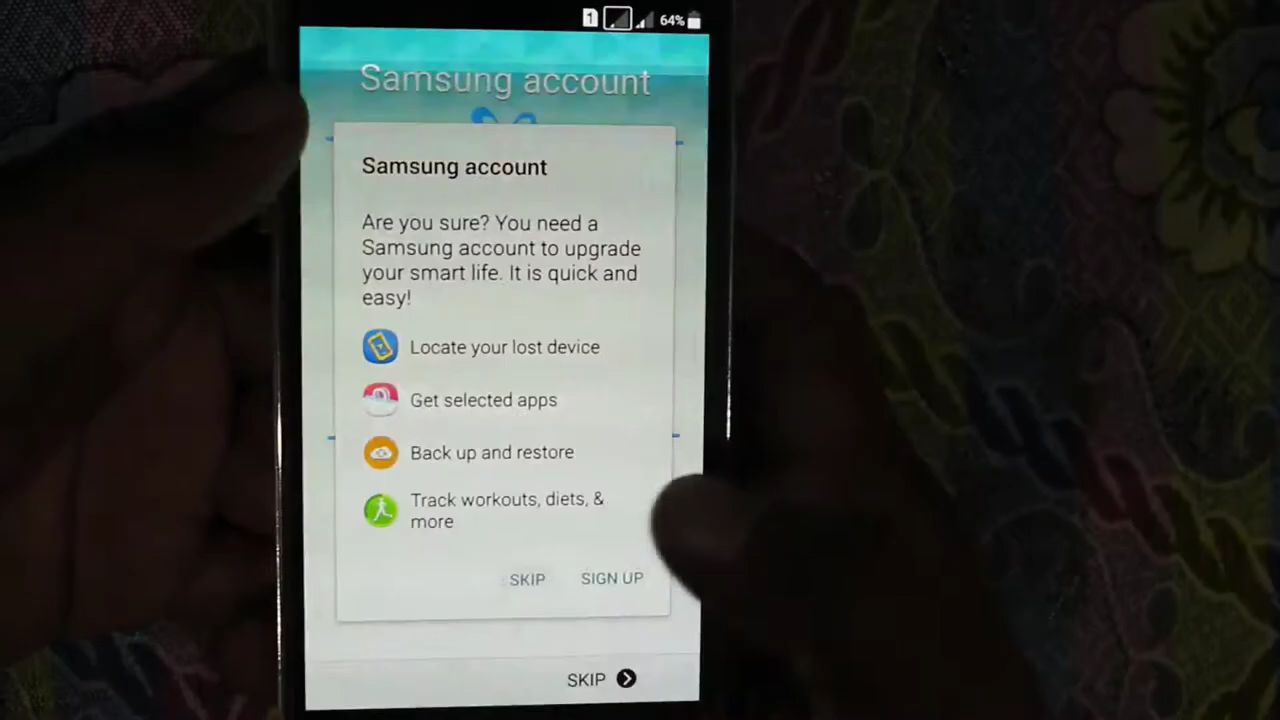 1 64%
Samsung account
Samsung account
Are you sure? You need a
Samsung account to upgrade
your smart life. It is quick and
easy!
Locate your lost device
Get selected apps
Back up and restore
Track workouts, diets, &
more
SKIP SIGN UP
SKIP